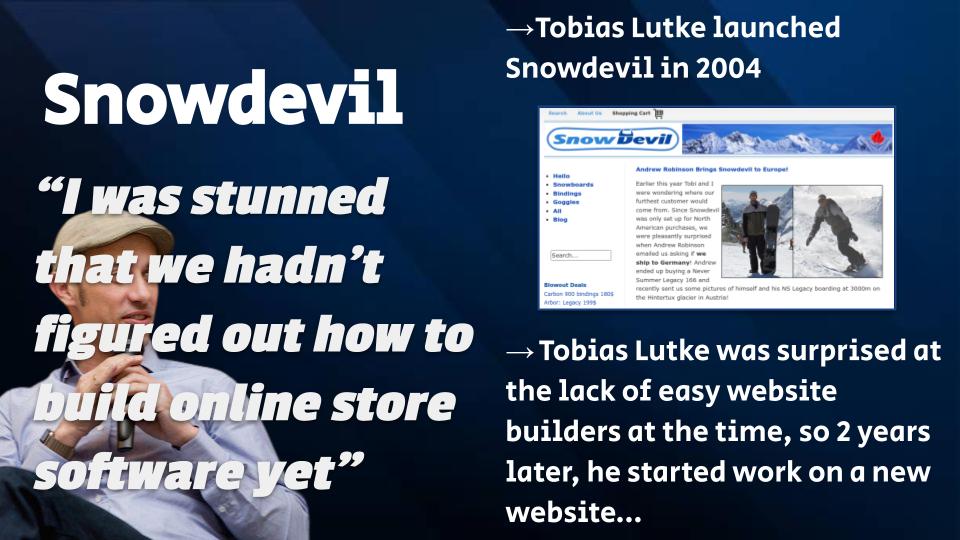 Snowdevil
“I was stunned
that we hadn’t
figured out how to
build online store
software yet”
→Tobias Lutke launched
Snowdevil in 2004
Search About Us Shopping Cart
SnowDevil
Hello
Snowboards
Bindings
Goggles
All
Blog
Search...
Blowout Deals
Carbon 900 bindings 180$
Arbor: Legacy 199$
Andrew Robinson Brings Snowdevil to Europe!
Earlier this year Tobi and I
were wondering where our
furthest customer would
come from. Since Snowdevil
was only set up for North
American purchases, we
were pleasantly surprised
when Andrew Robinson
emailed us asking if we
ship to Germany! Andrew
ended up buying a Never
Summer Legacy 166 and
recently sent us some pictures of himself and his NS Legacy boarding at 3000m on
the Hintertux glacier in Austria!
→Tobias Lutke was surprised at
the lack of easy website
builders at the time, so 2 years
later, he started work on a new
website...